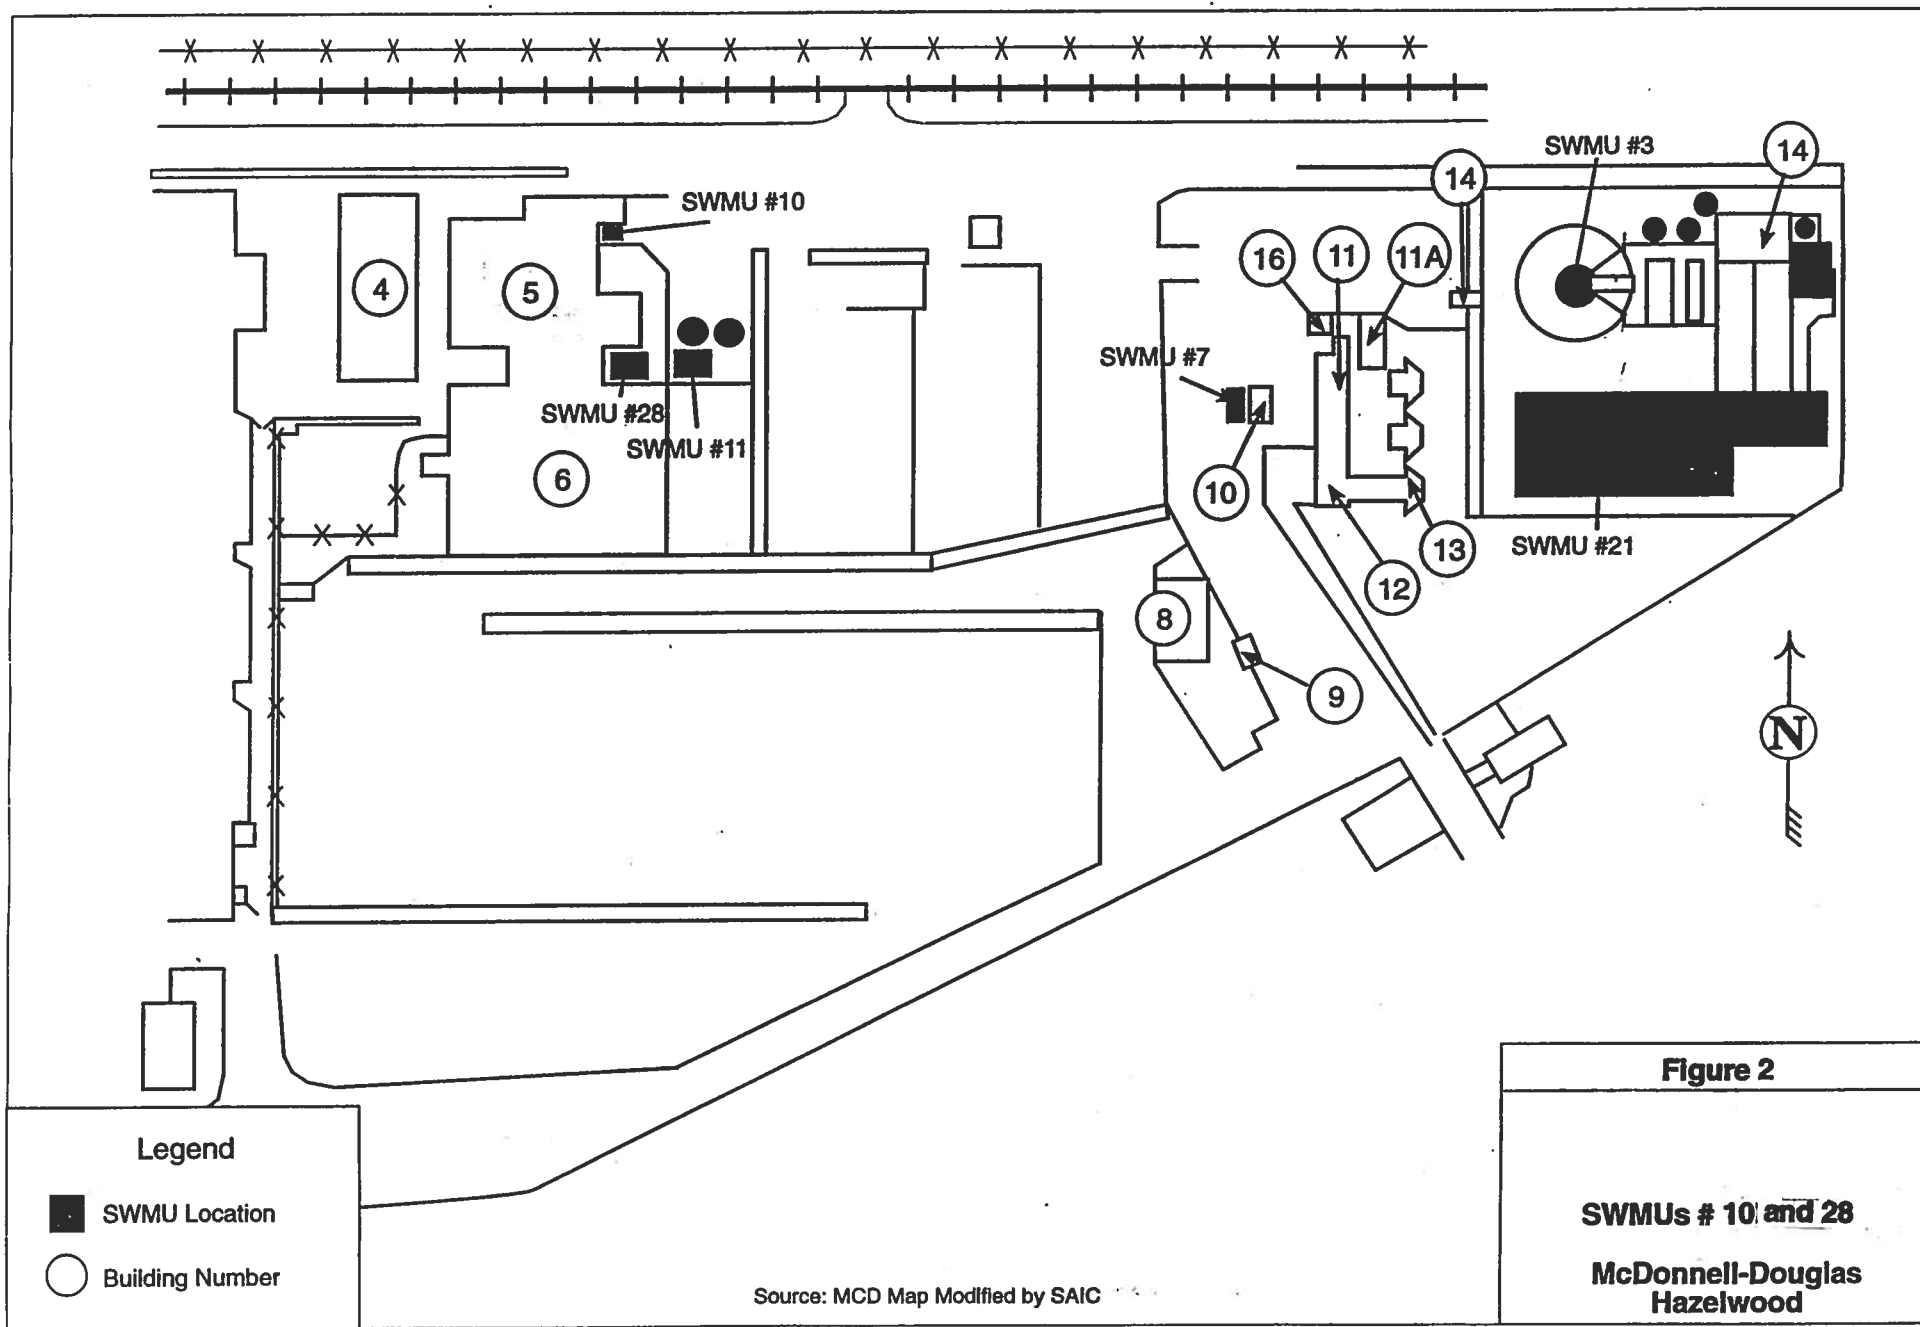 SWMU #3
14
14
SWMU #10
16
11
11A
4
5
SWMU #7
SWMU #28
SWMU #11
6
10
13
SWMU #21
12
8
9
N
Figure 2
Legend
SWMU Location
Building Number
SWMUs # 10 and 28
McDonnell-Douglas
Hazelwood
Source: MCD Map Modified by SAIC